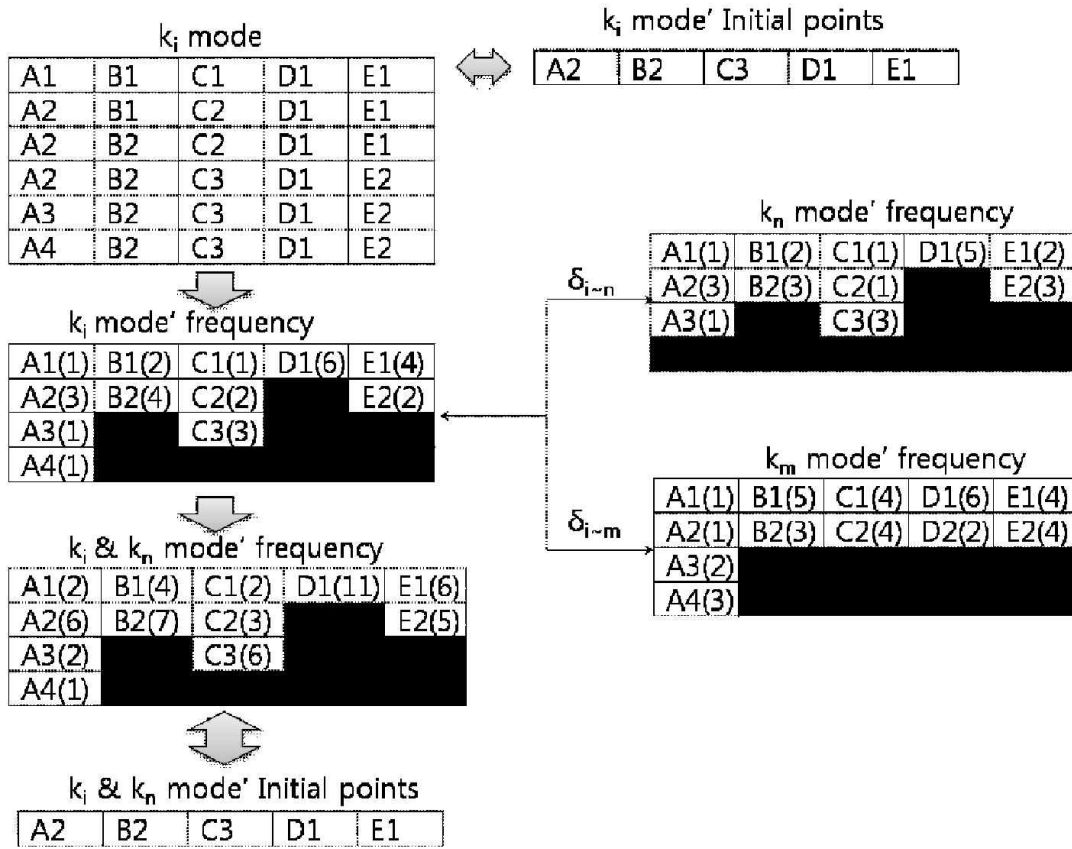 k_i mode
A1 B1 C1 D1 E1
A2 B1 C2 D1 E1
A2 B2 C2 D1 E1
A2 B2 C3 D1 E2
A3 B2 C3 D1 E2
A4 B2 C3 D1 E2
k_i mode' Initial points
A2 B2 C3 D1 E1
k_i mode' frequency
A1(1) B1(2) C1(1) D1(6) E1(4)
A2(3) B2(4) C2(2) E2(2)
A3(1) C3(3)
A4(1)
δ_i~n
k_n mode' frequency
A1(1) B1(2) C1(1) D1(5) E1(2)
A2(3) B2(3) C2(1) E2(3)
A3(1) C3(3)
δ_i~m
k_m mode' frequency
A1(1) B1(5) C1(4) D1(6) E1(4)
A2(1) B2(3) C2(4) D2(2) E2(4)
A3(2)
A4(3)
k_i & k_n mode' frequency
A1(2) B1(4) C1(2) D1(11) E1(6)
A2(6) B2(7) C2(3) E2(5)
A3(2) C3(6)
A4(1)
k_i & k_n mode' Initial points
A2 B2 C3 D1 E1